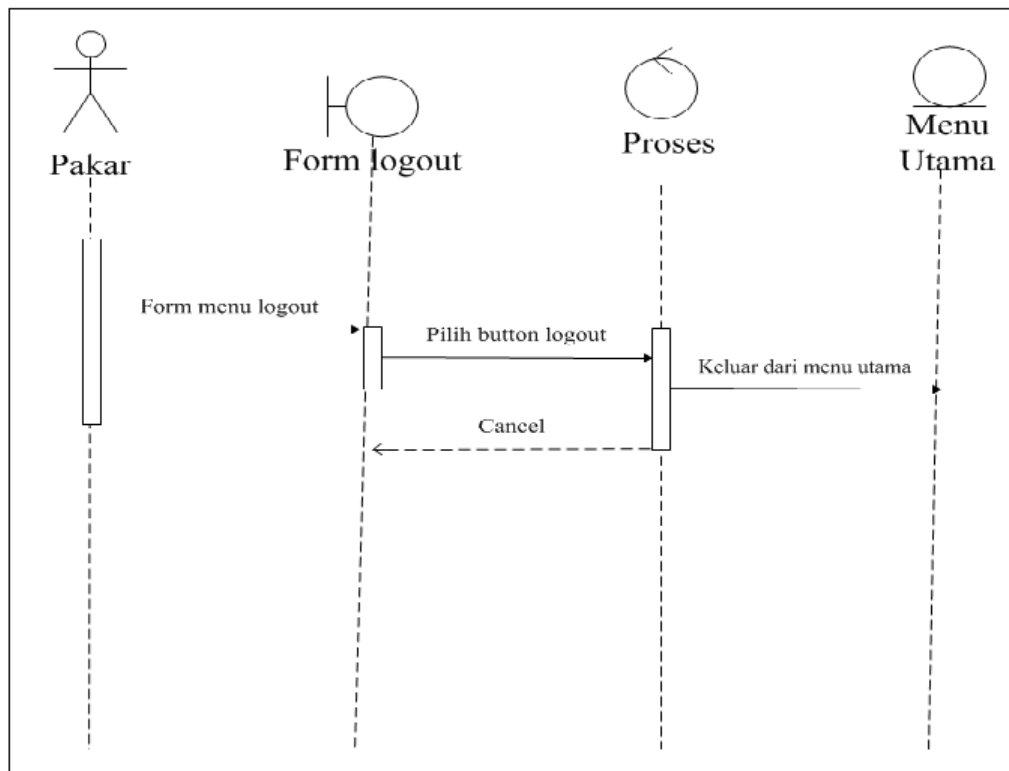 Pakar
Form logout
Proses
Menu
Utama
Form menu logout
Pilih button logout
Keluar dari menu utama
Cancel